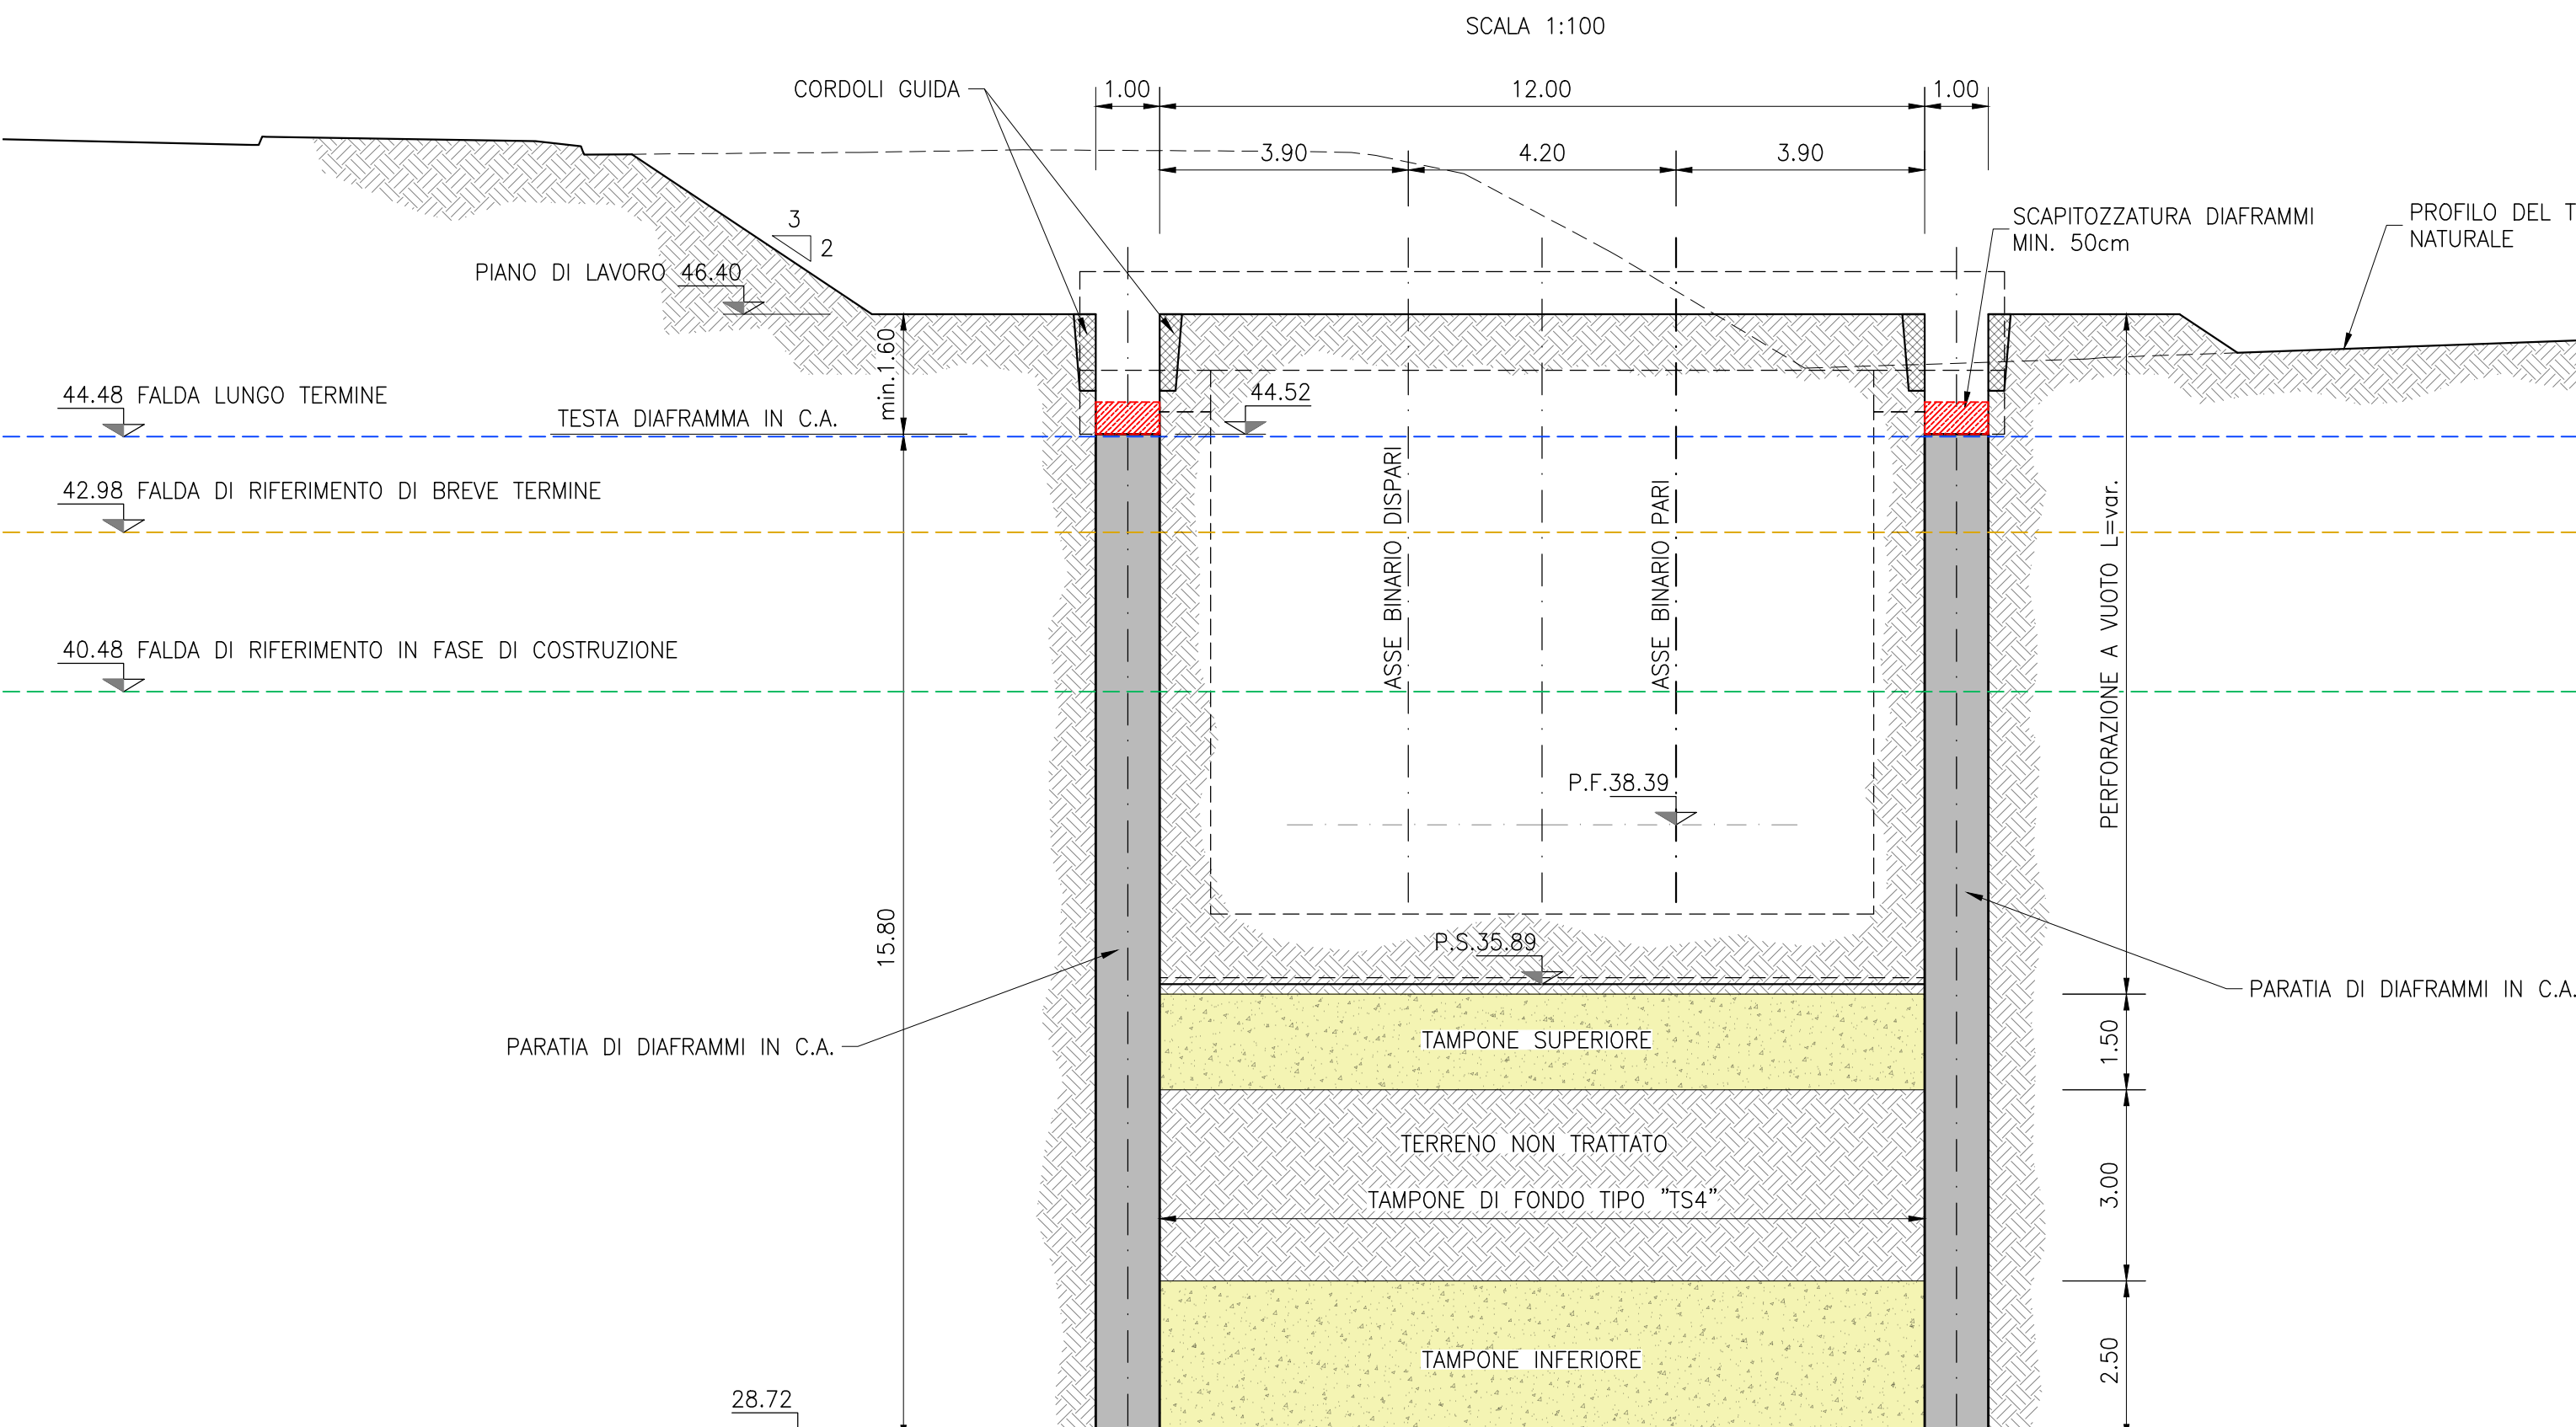 SCALA 1:100
CORDOLI GUIDA
1.00
12.00
1.00
3.90
4.20
3.90
3
2
SCAPITOZZATURA DIAFRAMMI
MIN. 50cm
PROFILO DEL T
NATURALE
PIANO DI LAVORO 46.40
min.1.60
44.48 FALDA LUNGO TERMINE
TESTA DIAFRAMMA IN C.A.
44.52
42.98 FALDA DI RIFERIMENTO DI BREVE TERMINE
ASSE BINARIO DISPARI
ASSE BINARIO PARI
PERFORAZIONE A VUOTO L=var.
40.48 FALDA DI RIFERIMENTO IN FASE DI COSTRUZIONE
P.F.38.39
15.80
P.S.35.89
PARATIA DI DIAFRAMMI IN C.A.
PARATIA DI DIAFRAMMI IN C.A.
TAMPONE SUPERIORE
1.50
TERRENO NON TRATTATO
3.00
TAMPONE DI FONDO TIPO "TS4"
TAMPONE INFERIORE
2.50
28.72